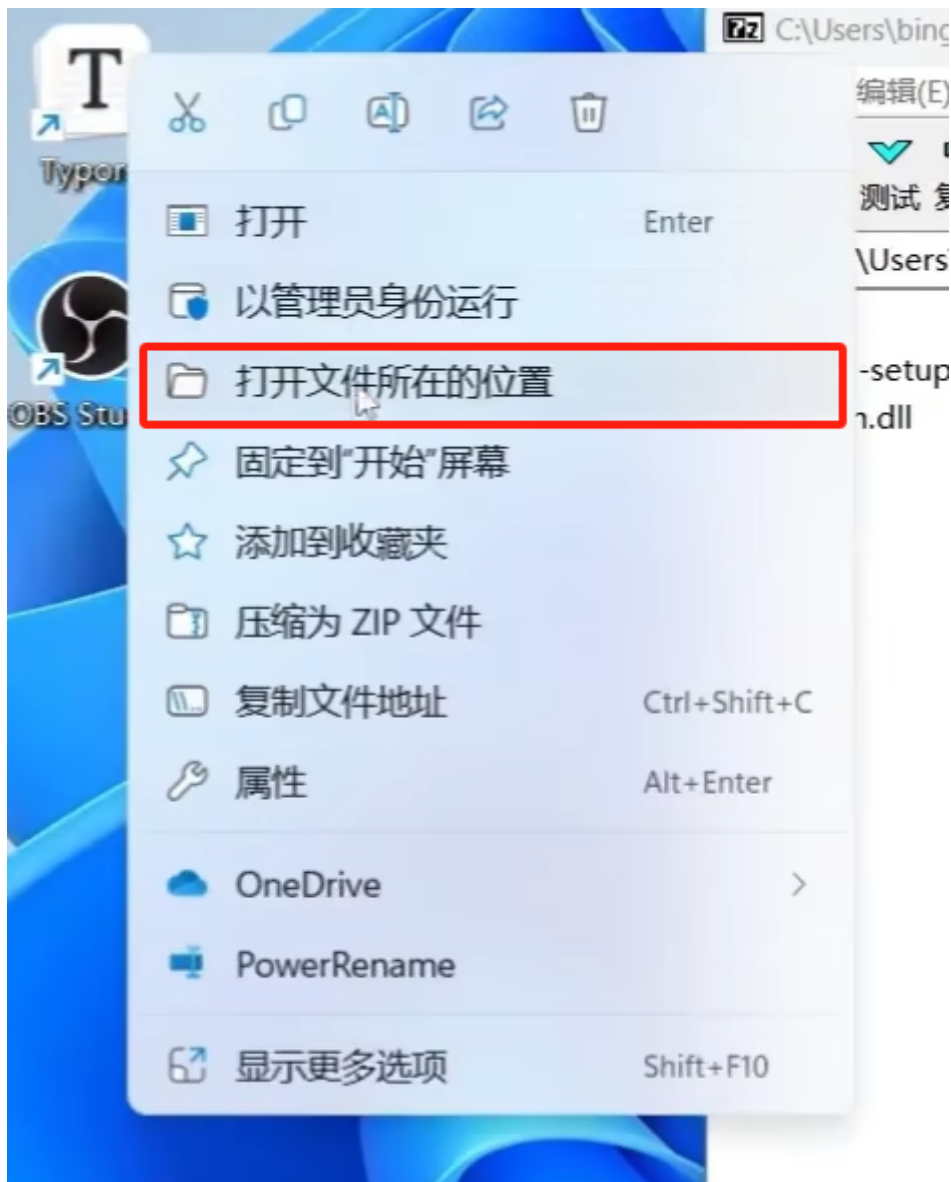 T
Typor
OBS Stu
打开 Enter
以管理员身份运行
打开文件所在的位置
固定到"开始"屏幕
添加到收藏夹
压缩为 ZIP 文件
复制文件地址 Ctrl+Shift+C
属性 Alt+Enter
OneDrive
PowerRename
显示更多选项 Shift+F10
7z C:\Users\bing
编辑(E)
测试 复
\Users\
-setup
n.dll